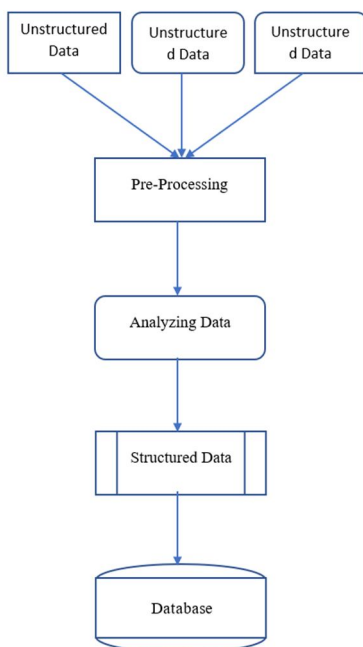 Unstructured
Data
Unstructure
d Data
Unstructure
d Data
Pre-Processing
Analyzing Data
Structured Data
Database